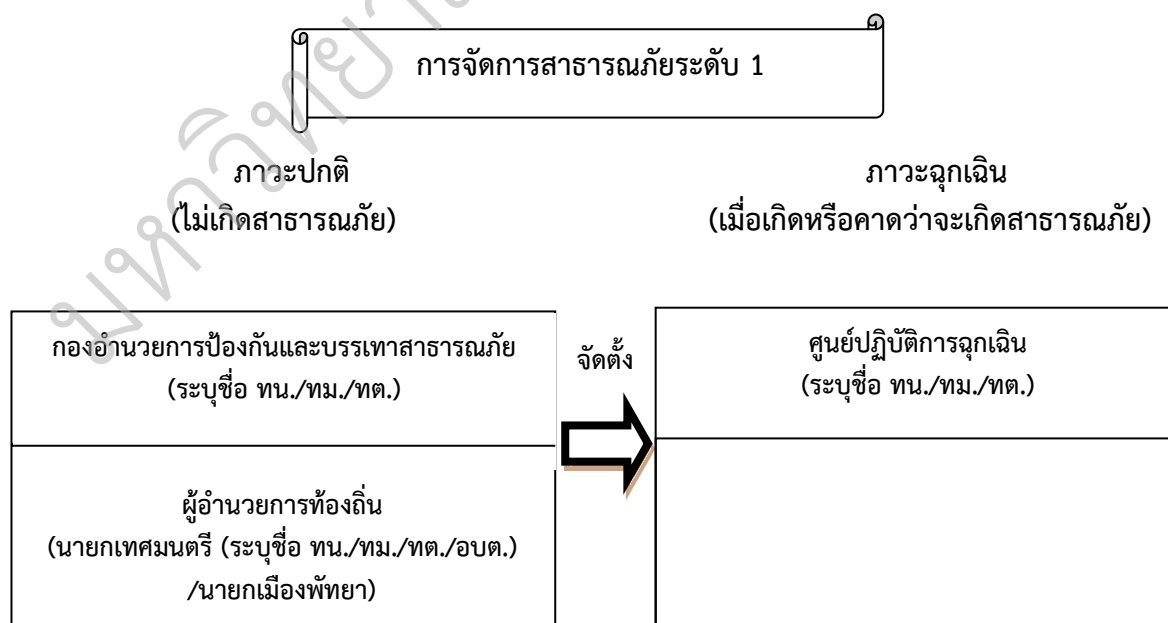 การจัดการสาธารณภัยระดับ 1
ภาวะปกติ
(ไม่เกิดสาธารณภัย)
ภาวะฉุกเฉิน
(เมื่อเกิดหรือคาดว่าจะเกิดสาธารณภัย)
กองอำนวยการป้องกันและบรรเทาสาธารณภัย
(ระบุชื่อ ทน./ทม./ทต.)
จัดตั้ง
ศูนย์ปฏิบัติการฉุกเฉิน
(ระบุชื่อ ทน./ทม./ทต.)
ผู้อำนวยการท้องถิ่น
(นายกเทศมนตรี (ระบุชื่อ ทน./ทม./ทต./อบต.)
/นายกเมืองพัทยา)